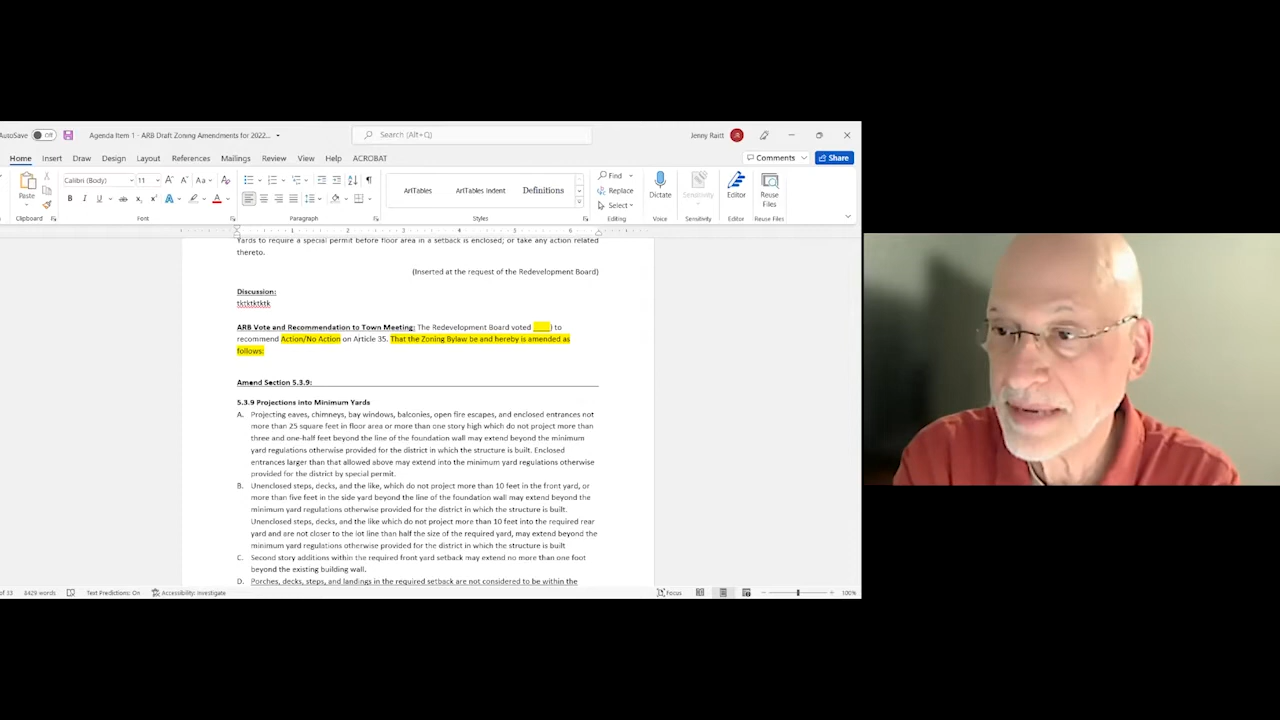 AutoSave Off Agenda Item 1 - ARB Draft Zoning Amendments for 2022... Search (Alt+Q) Jenny Raitt
Home Insert Draw Design Layout References Mailings Review View Help ACROBAT Comments Share
Paste Calibri (Body) 11 Aa ArlTables ArlTables Indent Definitions Find Replace Select Dictate Sensitivity Editor Reuse Files
Clipboard Font Paragraph Styles Editing Voice Sensitivity Editor Reuse Files
1 2 3 4 5 6
Yards to require a special permit before floor area in a setback is enclosed; or take any action related
thereto.
(Inserted at the request of the Redevelopment Board)
Discussion:
tktktktktk
ARB Vote and Recommendation to Town Meeting: The Redevelopment Board voted ____) to
recommend Action/No Action on Article 35. That the Zoning Bylaw be and hereby is amended as
follows:
Amend Section 5.3.9:
5.3.9 Projections into Minimum Yards
A. Projecting eaves, chimneys, bay windows, balconies, open fire escapes, and enclosed entrances not
more than 25 square feet in floor area or more than one story high which do not project more than
three and one-half feet beyond the line of the foundation wall may extend beyond the minimum
yard regulations otherwise provided for the district in which the structure is built. Enclosed
entrances larger than that allowed above may extend into the minimum yard regulations otherwise
provided for the district by special permit.
B. Unenclosed steps, decks, and the like, which do not project more than 10 feet in the front yard, or
more than five feet in the side yard beyond the line of the foundation wall may extend beyond the
minimum yard regulations otherwise provided for the district in which the structure is built.
Unenclosed steps, decks, and the like which do not project more than 10 feet into the required rear
yard and are not closer to the lot line than half the size of the required yard, may extend beyond the
minimum yard regulations otherwise provided for the district in which the structure is built
C. Second story additions within the required front yard setback may extend no more than one foot
beyond the existing building wall.
D. Porches, decks, steps, and landings in the required setback are not considered to be within the
of 33 8429 words Text Predictions: On Accessibility: Investigate Focus 100%